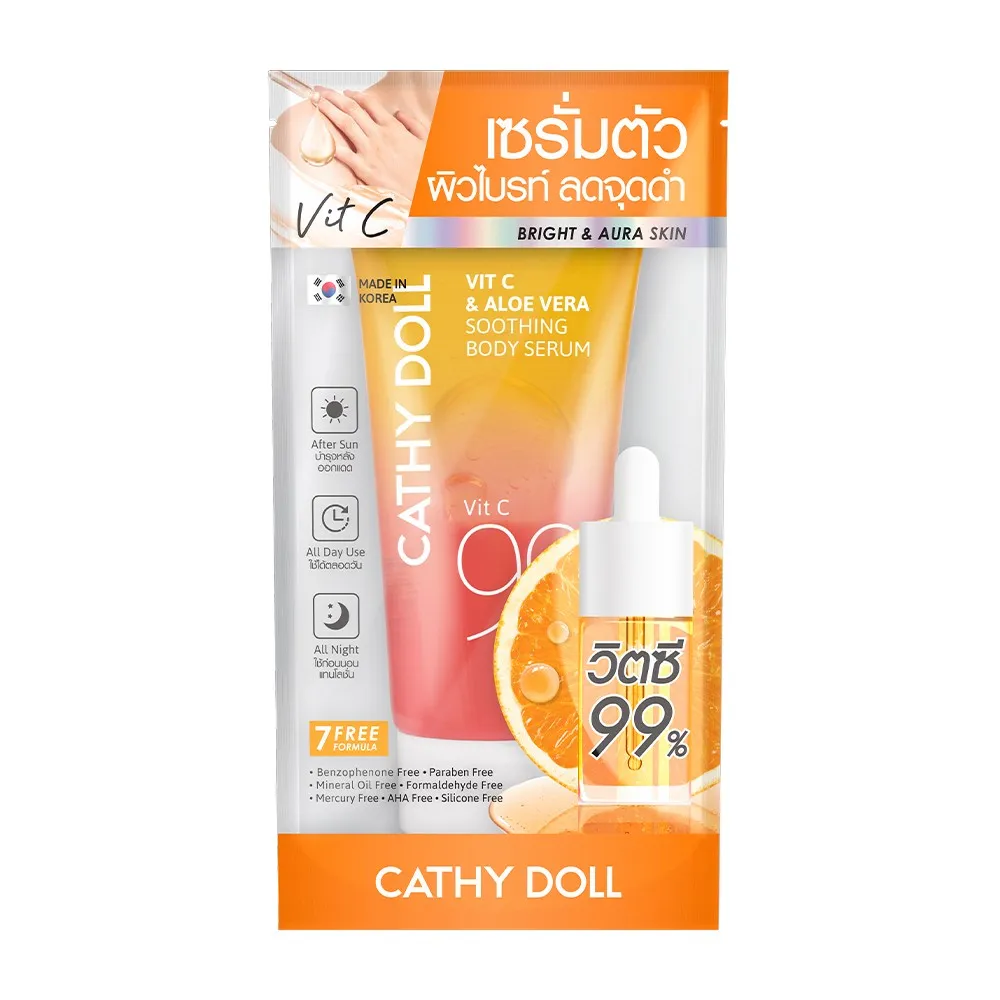 เซรั่มตัว
ผิวไบรท์ ลดจุดด่ำ
Vit C
BRIGHT & AURA SKIN
MADE IN
KOREA
VIT C
& ALOE VERA
SOOTHING
BODY SERUM
CATHY DOLL
After Sun
บำรุงหลัง
ออกแดด
Vit C
All Day Use
ใช้ได้ตลอดวัน
All Night
ใช้ก่อนนอน
แทนโลชั่น
วิตซี
99%
7 FREE
FORMULA
• Benzophenone Free • Paraben Free
• Mineral Oil Free • Formaldehyde Free
• Mercury Free • AHA Free • Silicone Free
CATHY DOLL